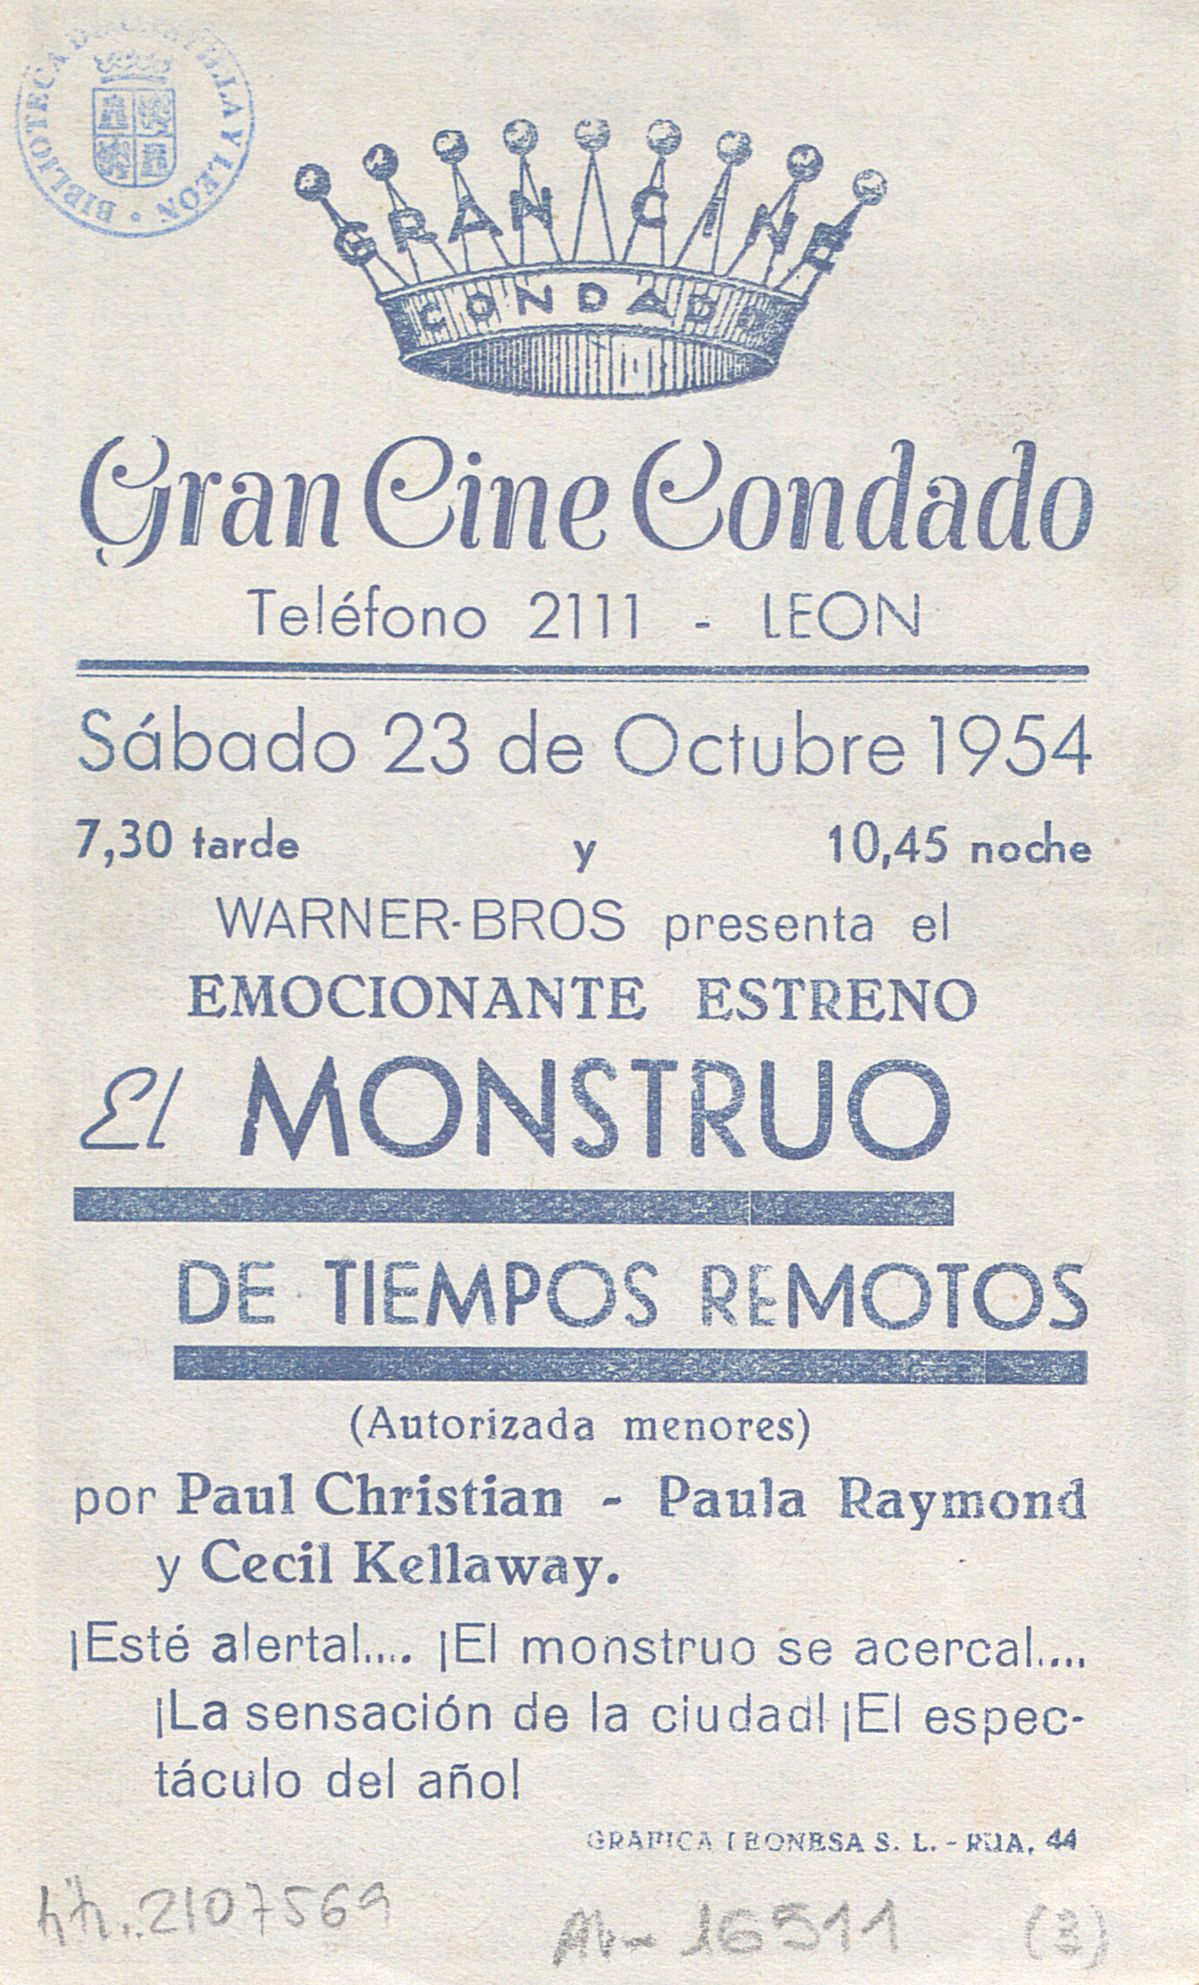 BIBLIOTECA DE CASTILLA Y LEON
GRAN CINE
CONDADO
Gran Cine Condado
Teléfono 2111 - LEON
Sábado 23 de Octubre 1954
7,30 tarde y 10,45 noche
WARNER-BROS presenta el
EMOCIONANTE ESTRENO
El MONSTRUO
DE TIEMPOS REMOTOS
(Autorizada menores)
por Paul Christian - Paula Raymond
y Cecil Kellaway.
¡Esté alerta!.... ¡El monstruo se acerca!....
¡La sensación de la ciudad! ¡El espec-
táculo del año!
GRAFICA LEONESA S. L. - RUA, 44
2107569
16511 (3)